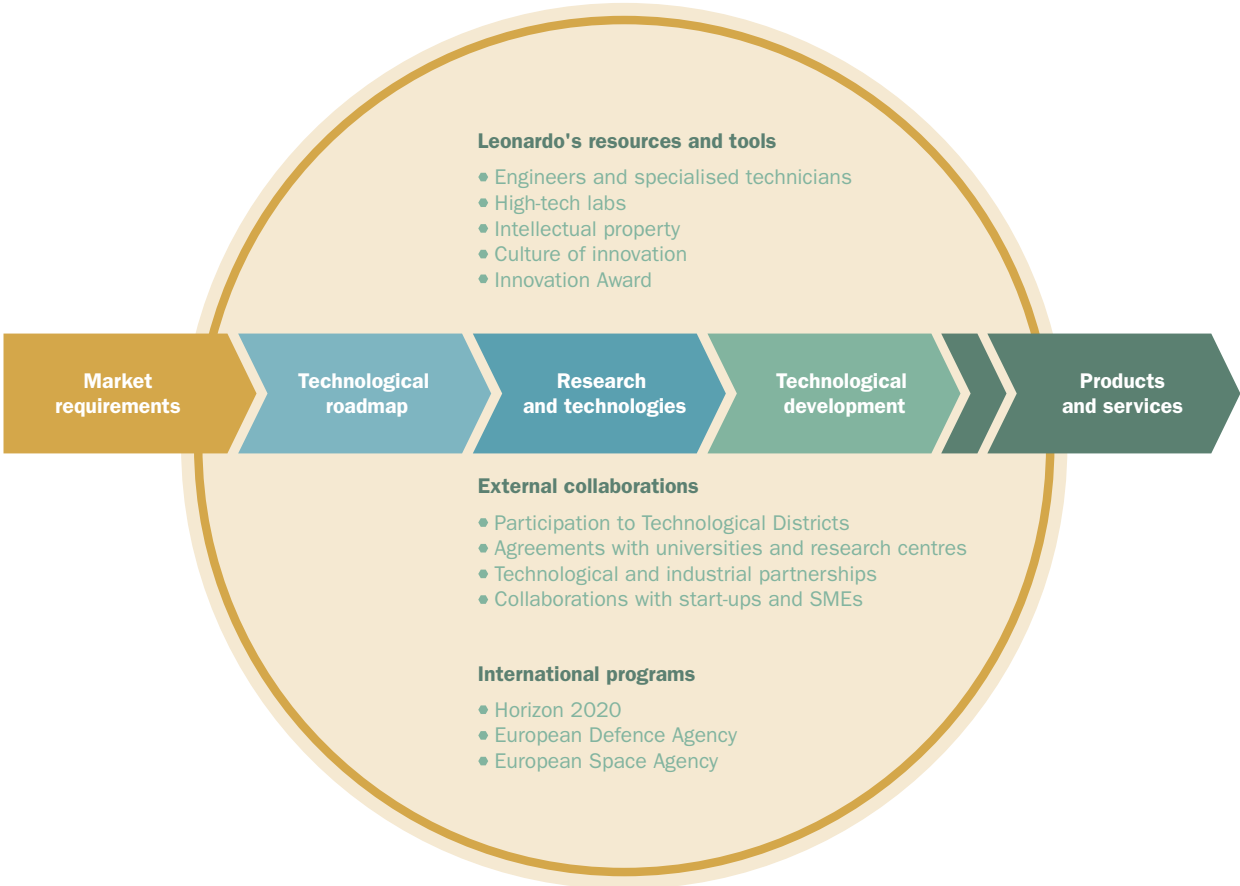 Leonardo's resources and tools
Engineers and specialised technicians
High-tech labs
Intellectual property
Culture of innovation
Innovation Award
Market
requirements
Technological
roadmap
Research
and technologies
Technological
development
Products
and services
External collaborations
Participation to Technological Districts
Agreements with universities and research centres
Technological and industrial partnerships
Collaborations with start-ups and SMEs
International programs
Horizon 2020
European Defence Agency
European Space Agency